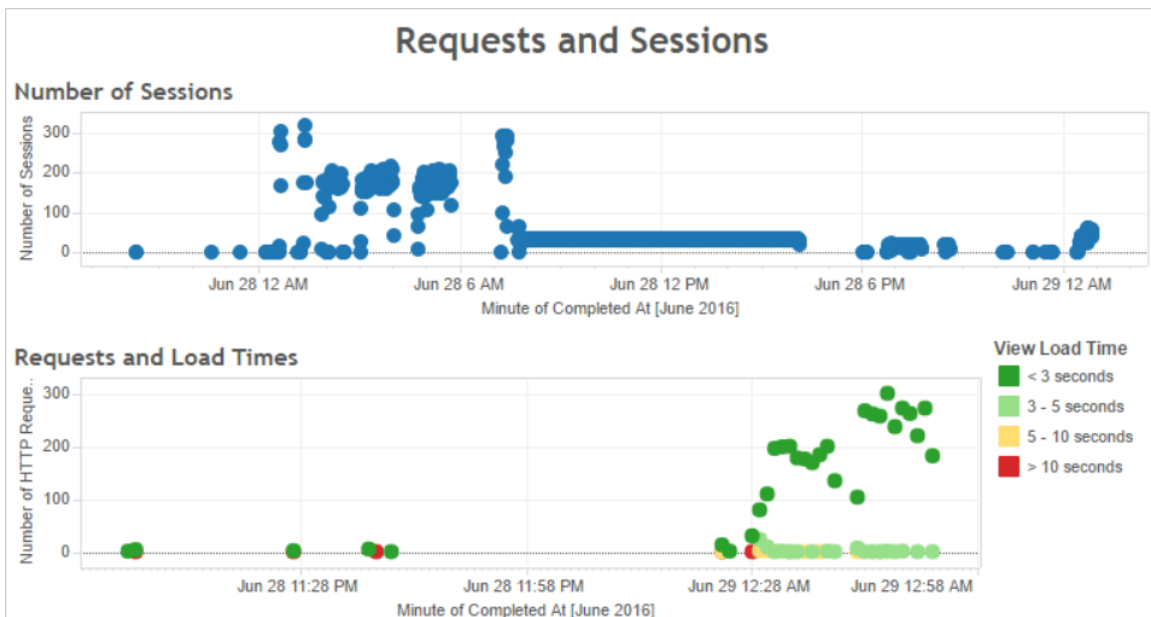 Requests and Sessions
Number of Sessions
Number of Sessions
300
200
100
0
Jun 28 12 AM Jun 28 6 AM Jun 28 12 PM Jun 28 6 PM Jun 29 12 AM
Minute of Completed At [June 2016]
Requests and Load Times
Number of HTTP Reque..
300
200
100
0
Jun 28 11:28 PM Jun 28 11:58 PM Jun 29 12:28 AM Jun 29 12:58 AM
Minute of Completed At [June 2016]
View Load Time
< 3 seconds
3 - 5 seconds
5 - 10 seconds
> 10 seconds